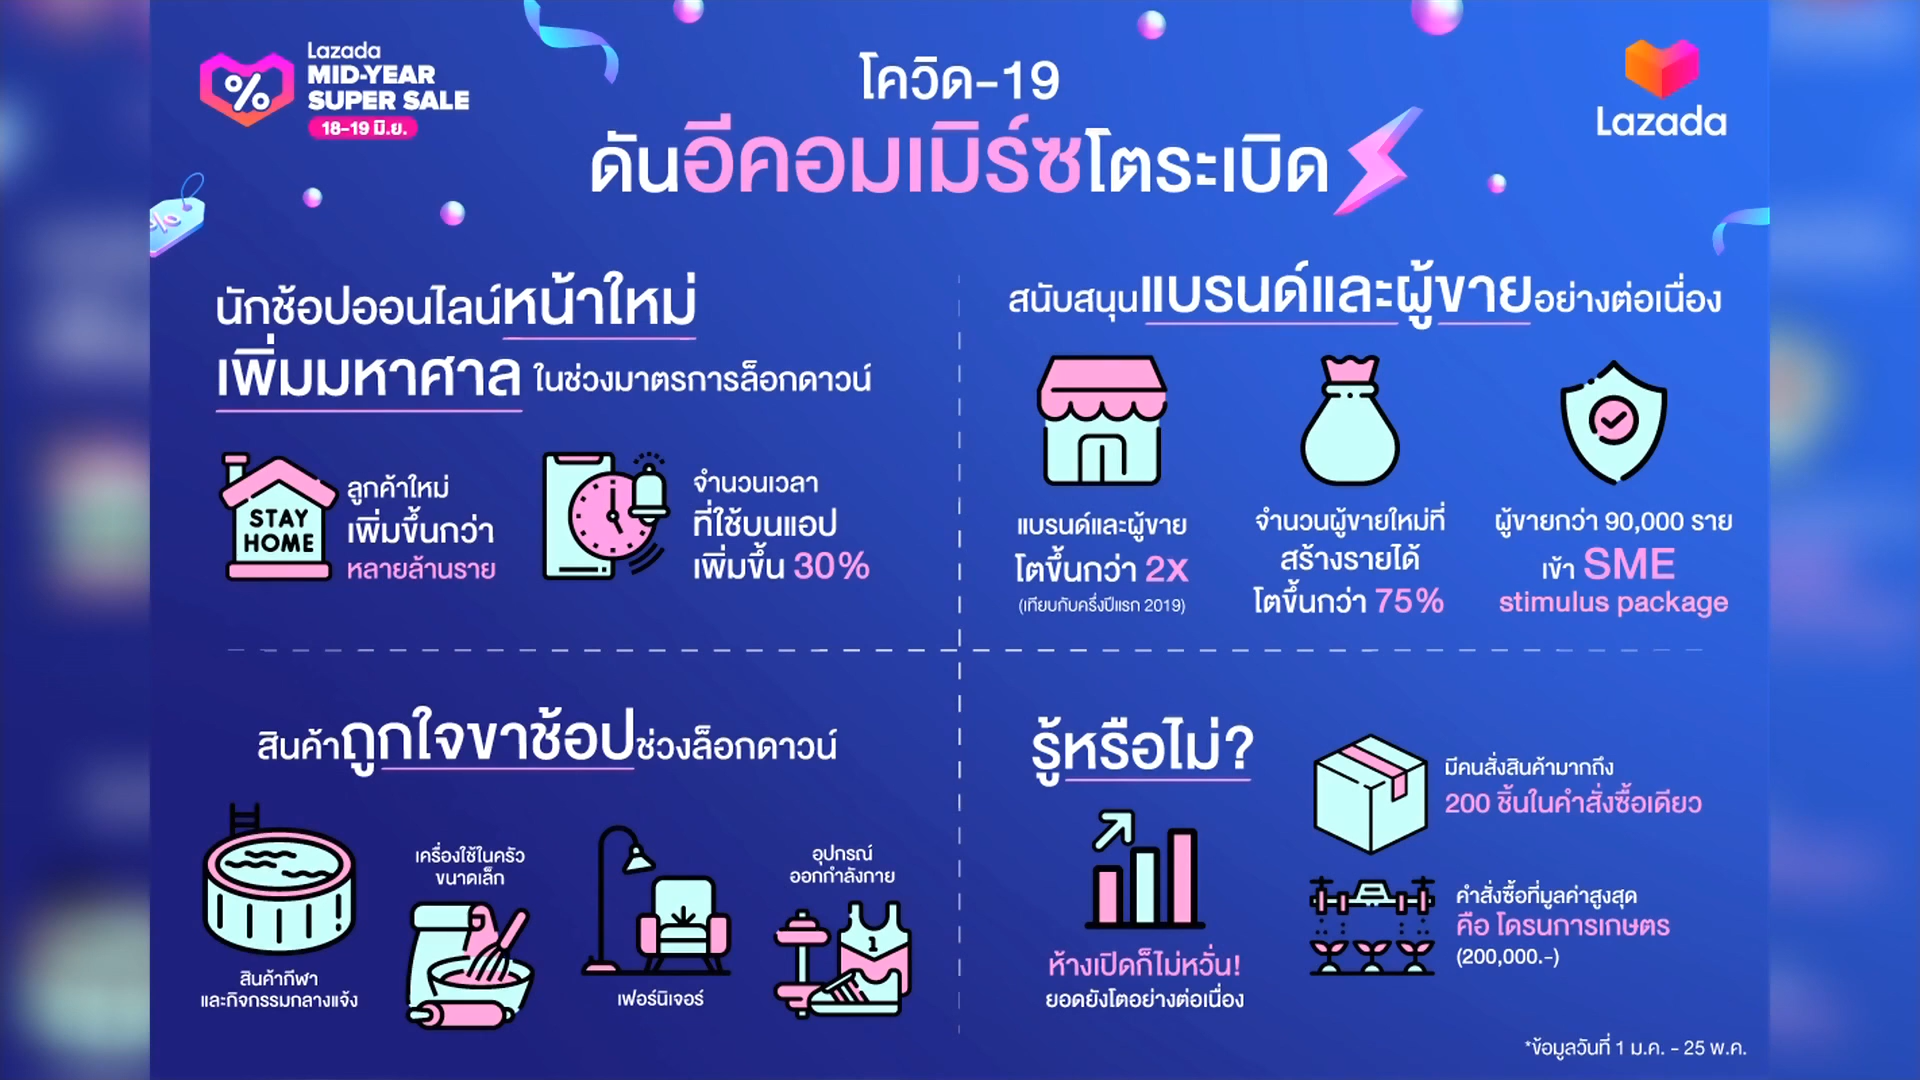 Lazada
MID-YEAR
SUPER SALE
18-19 มิ.ย.
โควิด-19
ดันอีคอมเมิร์ซโตระเบิด
Lazada
%
นักช้อปออนไลน์หน้าใหม่
เพิ่มมหาศาล ในช่วงมาตรการล็อกดาวน์
STAY
HOME
ลูกค้าใหม่
เพิ่มขึ้นกว่า
หลายล้านราย
จำนวนเวลา
ที่ใช้บนแอป
เพิ่มขึ้น 30%
สนับสนุนแบรนด์และผู้ขายอย่างต่อเนื่อง
แบรนด์และผู้ขาย
โตขึ้นกว่า 2x
(เทียบกับครึ่งปีแรก 2019)
จำนวนผู้ขายใหม่ที่
สร้างรายได้
โตขึ้นกว่า 75%
ผู้ขายกว่า 90,000 ราย
เข้า SME
stimulus package
สินค้าถูกใจขาช้อปช่วงล็อกดาวน์
สินค้ากีฬา
และกิจกรรมกลางแจ้ง
เครื่องใช้ในครัว
ขนาดเล็ก
เฟอร์นิเจอร์
อุปกรณ์
ออกกำลังกาย
1
รู้หรือไม่?
ห้างเปิดก็ไม่หวั่น!
ยอดยังโตอย่างต่อเนื่อง
มีคนสั่งสินค้ามากถึง
200 ชิ้นในคำสั่งซื้อเดียว
คำสั่งซื้อที่มูลค่าสูงสุด
คือ โดรนการเกษตร
(200,000.-)
*ข้อมูลวันที่ 1 ม.ค. - 25 พ.ค.